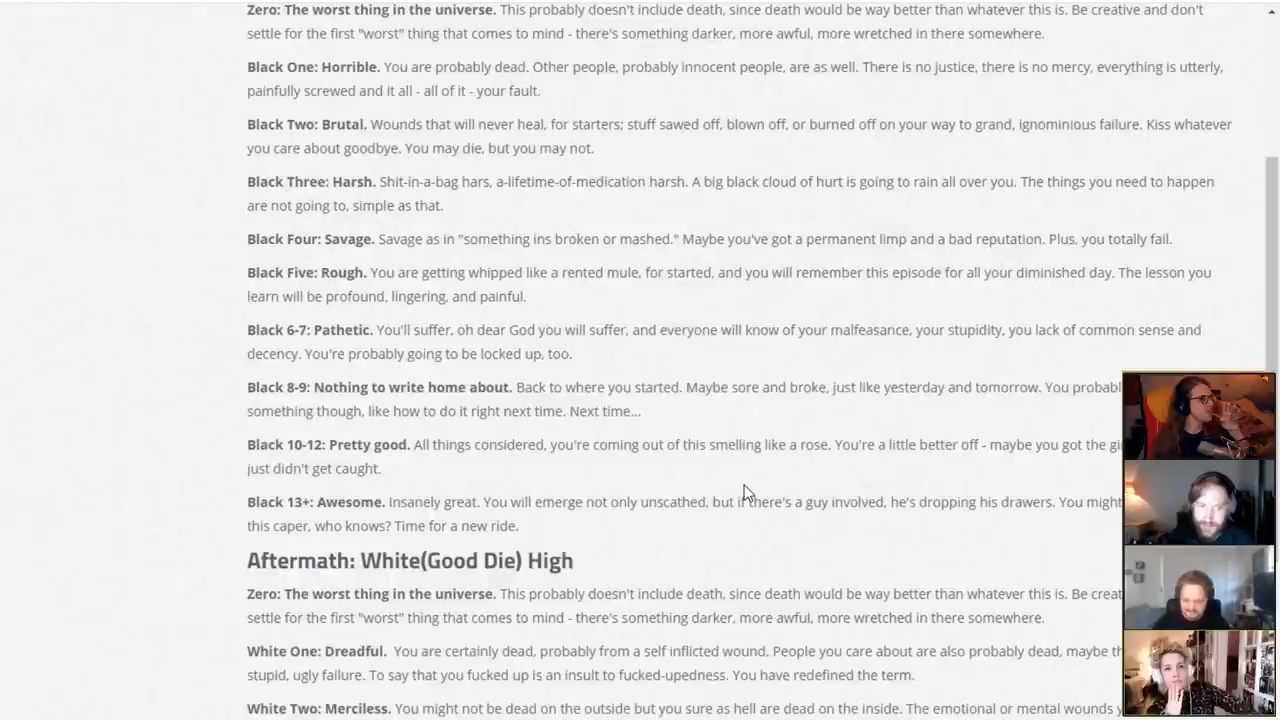 Zero: The worst thing in the universe. This probably doesn't include death, since death would be way better than whatever this is. Be creative and don't
settle for the first "worst" thing that comes to mind - there's something darker, more awful, more wretched in there somewhere.
Black One: Horrible. You are probably dead. Other people, probably innocent people, are as well. There is no justice, there is no mercy, everything is utterly,
painfully screwed and it all - all of it - your fault.
Black Two: Brutal. Wounds that will never heal, for starters; stuff sawed off, blown off, or burned off on your way to grand, ignominious failure. Kiss whatever
you care about goodbye. You may die, but you may not.
Black Three: Harsh. Shit-in-a-bag hars, a-lifetime-of-medication harsh. A big black cloud of hurt is going to rain all over you. The things you need to happen
are not going to, simple as that.
Black Four: Savage. Savage as in "something ins broken or mashed." Maybe you've got a permanent limp and a bad reputation. Plus, you totally fail.
Black Five: Rough. You are getting whipped like a rented mule, for started, and you will remember this episode for all your diminished day. The lesson you
learn will be profound, lingering, and painful.
Black 6-7: Pathetic. You'll suffer, oh dear God you will suffer, and everyone will know of your malfeasance, your stupidity, you lack of common sense and
decency. You're probably going to be locked up, too.
Black 8-9: Nothing to write home about. Back to where you started. Maybe sore and broke, just like yesterday and tomorrow. You probabl
something though, like how to do it right next time. Next time...
Black 10-12: Pretty good. All things considered, you're coming out of this smelling like a rose. You're a little better off - maybe you got the gi
just didn't get caught.
Black 13+: Awesome. Insanely great. You will emerge not only unscathed, but if there's a guy involved, he's dropping his drawers. You might
this caper, who knows? Time for a new ride.
Aftermath: White(Good Die) High
Zero: The worst thing in the universe. This probably doesn't include death, since death would be way better than whatever this is. Be creat
settle for the first "worst" thing that comes to mind - there's something darker, more awful, more wretched in there somewhere.
White One: Dreadful. You are certainly dead, probably from a self inflicted wound. People you care about are also probably dead, maybe th
stupid, ugly failure. To say that you fucked up is an insult to fucked-upedness. You have redefined the term.
White Two: Merciless. You might not be dead on the outside but you sure as hell are dead on the inside. The emotional or mental wounds y